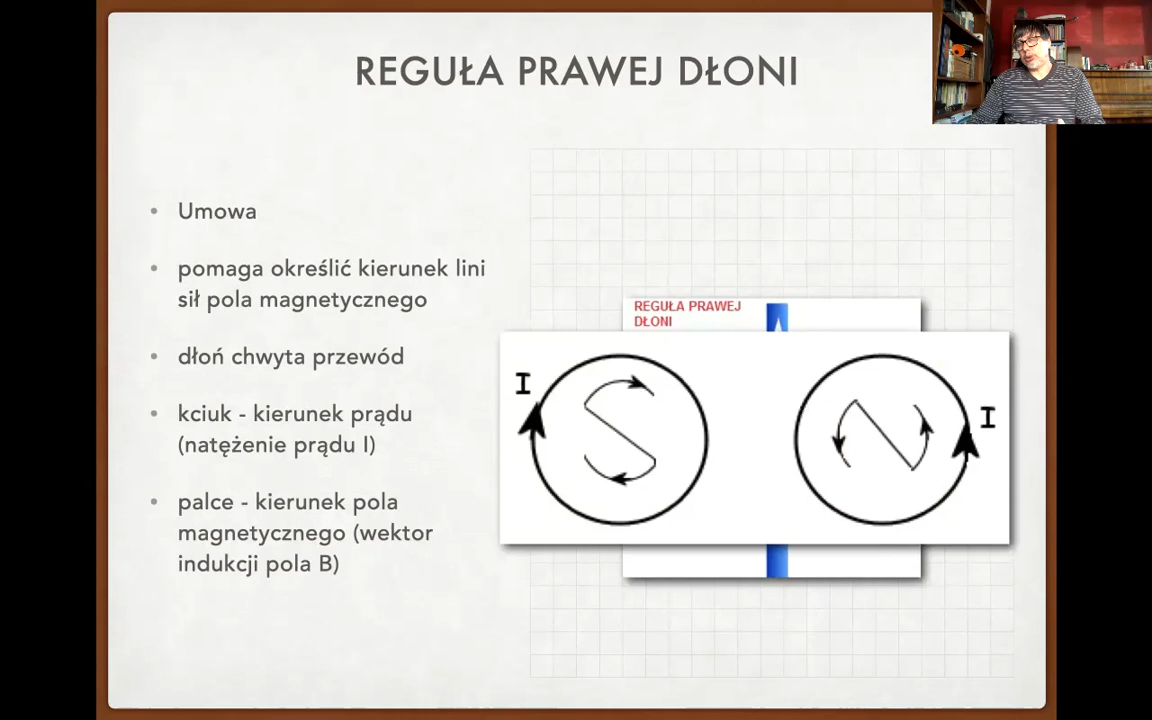 REGUŁA PRAWEJ DŁONI
• Umowa
• pomaga określić kierunek lini
sił pola magnetycznego
• dłoń chwyta przewód
• kciuk - kierunek prądu
(natężenie prądu I)
• palce - kierunek pola
magnetycznego (wektor
indukcji pola B)
REGUŁA PRAWEJ
DŁONI
I
S
N
I